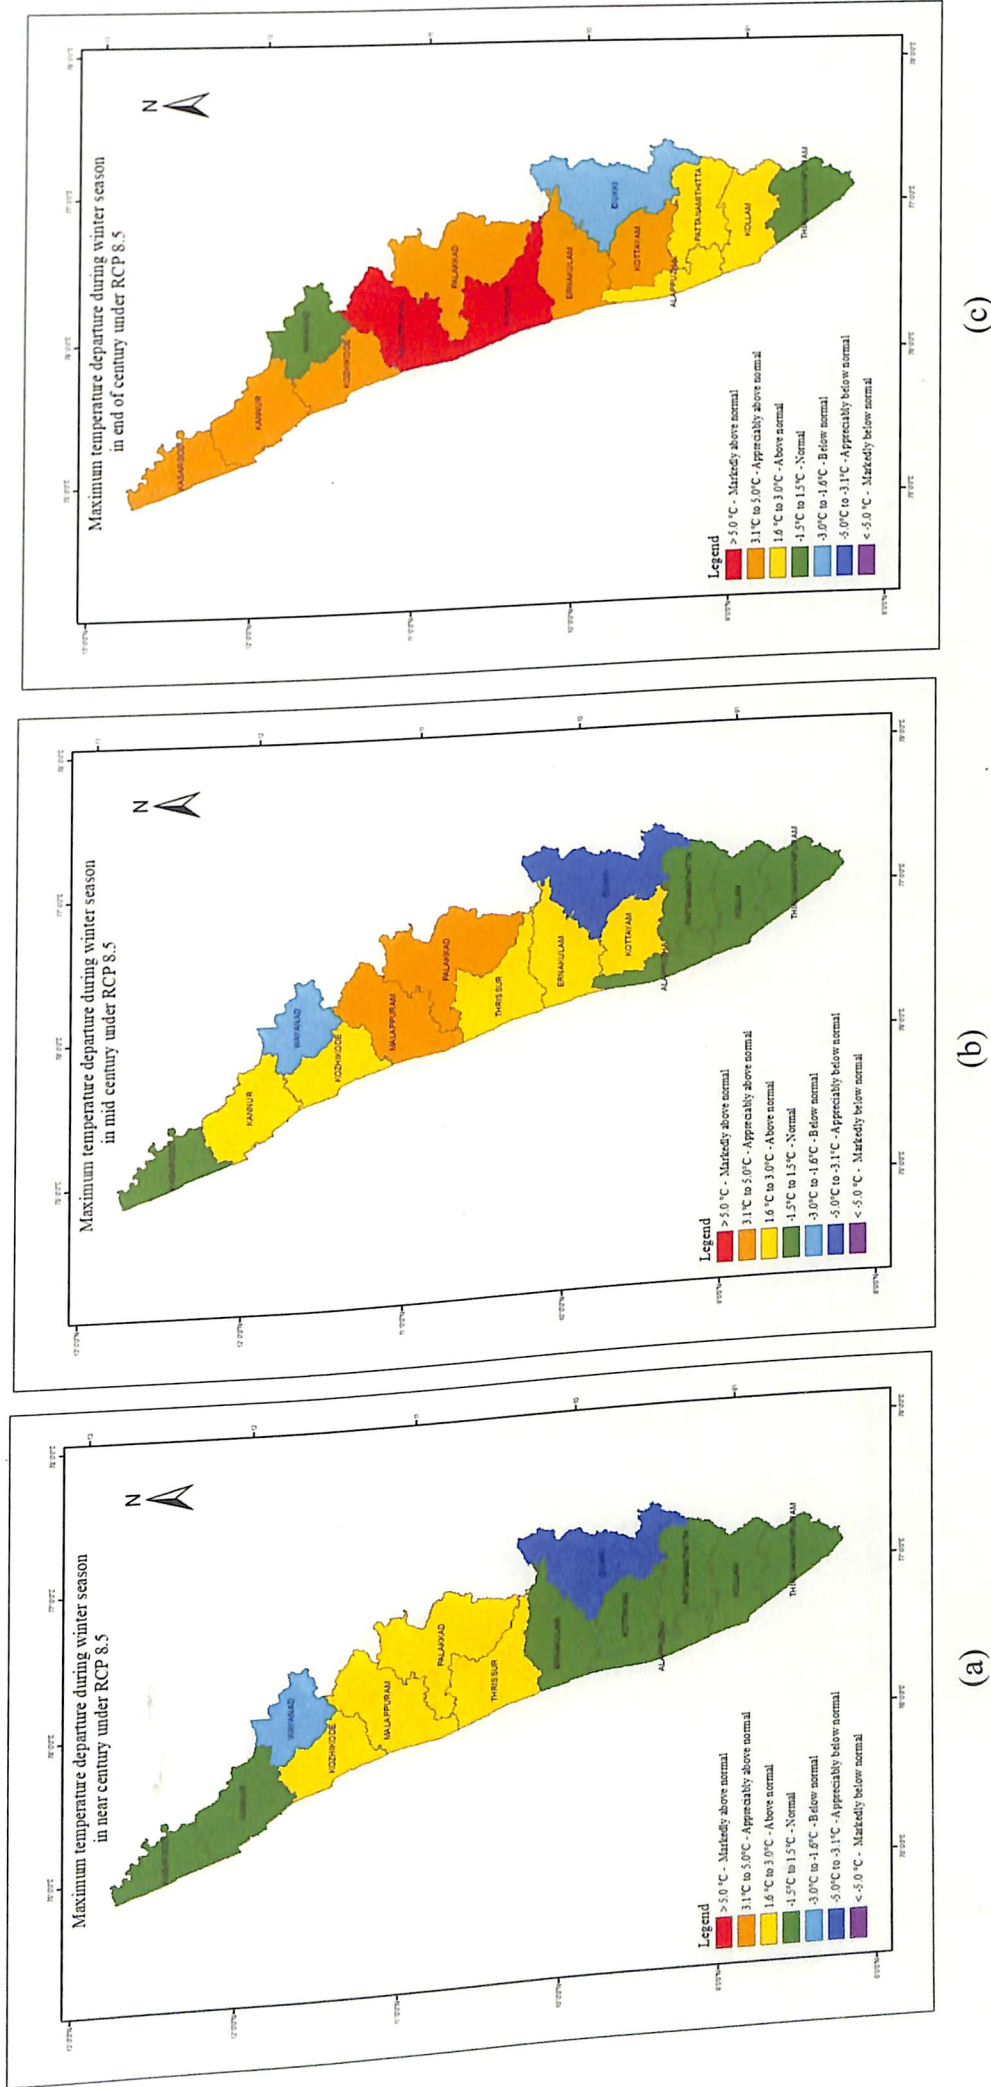 Maximum temperature departure during winter season
in near century under RCP 8.5
N
WAYANAD
KOZHIKODE
MALAPPURAM
PALAKKAD
THRISSUR
Legend
> 5.0 °C - Markedly above normal
3.1°C to 5.0°C - Appreciably above normal
1.6 °C to 3.0°C - Above normal
-1.5°C to 1.5°C - Normal
-3.0°C to -1.6°C - Below normal
-5.0°C to -3.1°C - Appreciably below normal
< -5.0 °C - Markedly below normal
(a)
Maximum temperature departure during winter season
in mid century under RCP 8.5
N
KANNUR
WAYANAD
KOZHIKODE
MALAPPURAM
PALAKKAD
THRISSUR
ERNAKULAM
KOTTAYAM
PATTANAMTHITTA
KOLLAM
Legend
> 5.0 °C - Markedly above normal
3.1°C to 5.0°C - Appreciably above normal
1.6 °C to 3.0°C - Above normal
-1.5°C to 1.5°C - Normal
-3.0°C to -1.6°C - Below normal
-5.0°C to -3.1°C - Appreciably below normal
< -5.0 °C - Markedly below normal
(b)
Maximum temperature departure during winter season
in end of century under RCP 8.5
N
KASARGOD
KANNUR
KOZHIKODE
PALAKKAD
ERNAKULAM
IDUKKI
KOTTAYAM
ALAPPUZHA
PATTANAMTHITTA
KOLLAM
Legend
> 5.0 °C - Markedly above normal
3.1°C to 5.0°C - Appreciably above normal
1.6 °C to 3.0°C - Above normal
-1.5°C to 1.5°C - Normal
-3.0°C to -1.6°C - Below normal
-5.0°C to -3.1°C - Appreciably below normal
< -5.0 °C - Markedly below normal
(c)